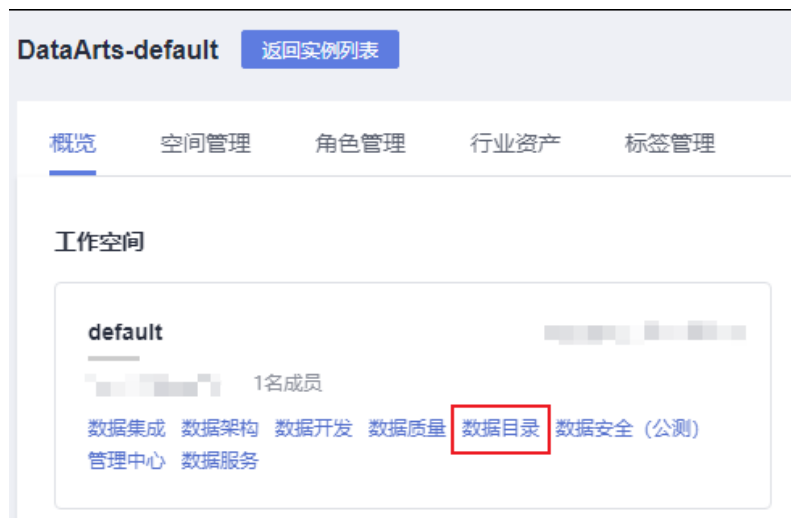 DataArts-default 返回实例列表
概览 空间管理 角色管理 行业资产 标签管理
工作空间
default
1名成员
数据集成 数据架构 数据开发 数据质量 数据目录 数据安全（公测）
管理中心 数据服务